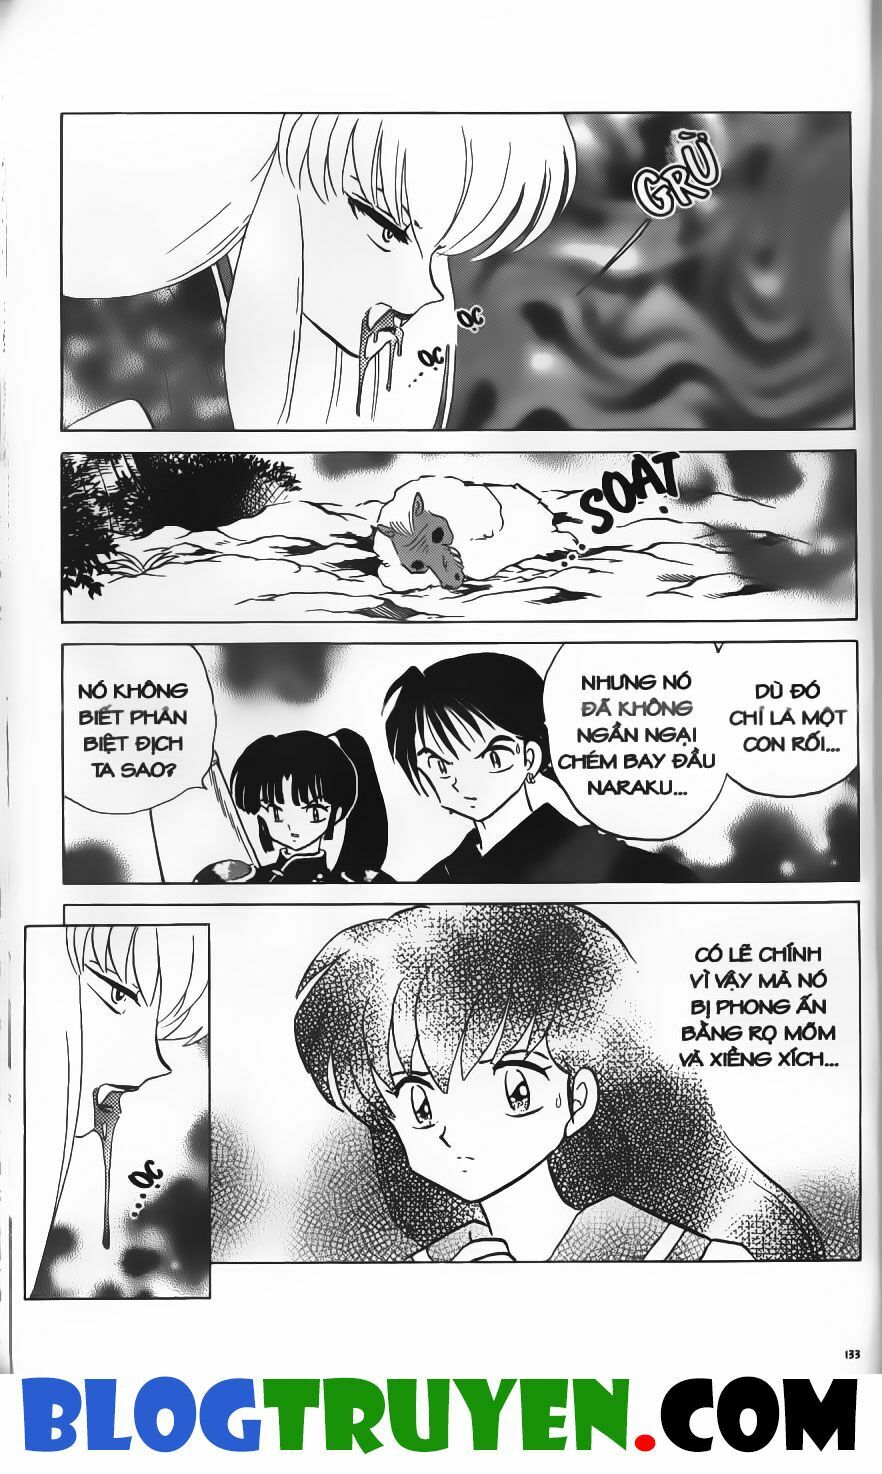 GRỪ
ỌC
ỌC
...ỌC
...SOẠT
DÙ ĐÓ
CHỈ LÀ MỘT
CON RỐI...
NHƯNG NÓ
ĐÃ KHÔNG
NGẦN NGẠI
CHÉM BAY ĐẦU
NARAKU...
NÓ KHÔNG
BIẾT PHÂN
BIỆT ĐỊCH
TA SAO?
CÓ LẼ CHÍNH
VÌ VẬY MÀ NÓ
BỊ PHONG ẤN
BẰNG RỌ MÕM
VÀ XIỀNG XÍCH...
...ỌC
133
BLOGTRUYEN.COM